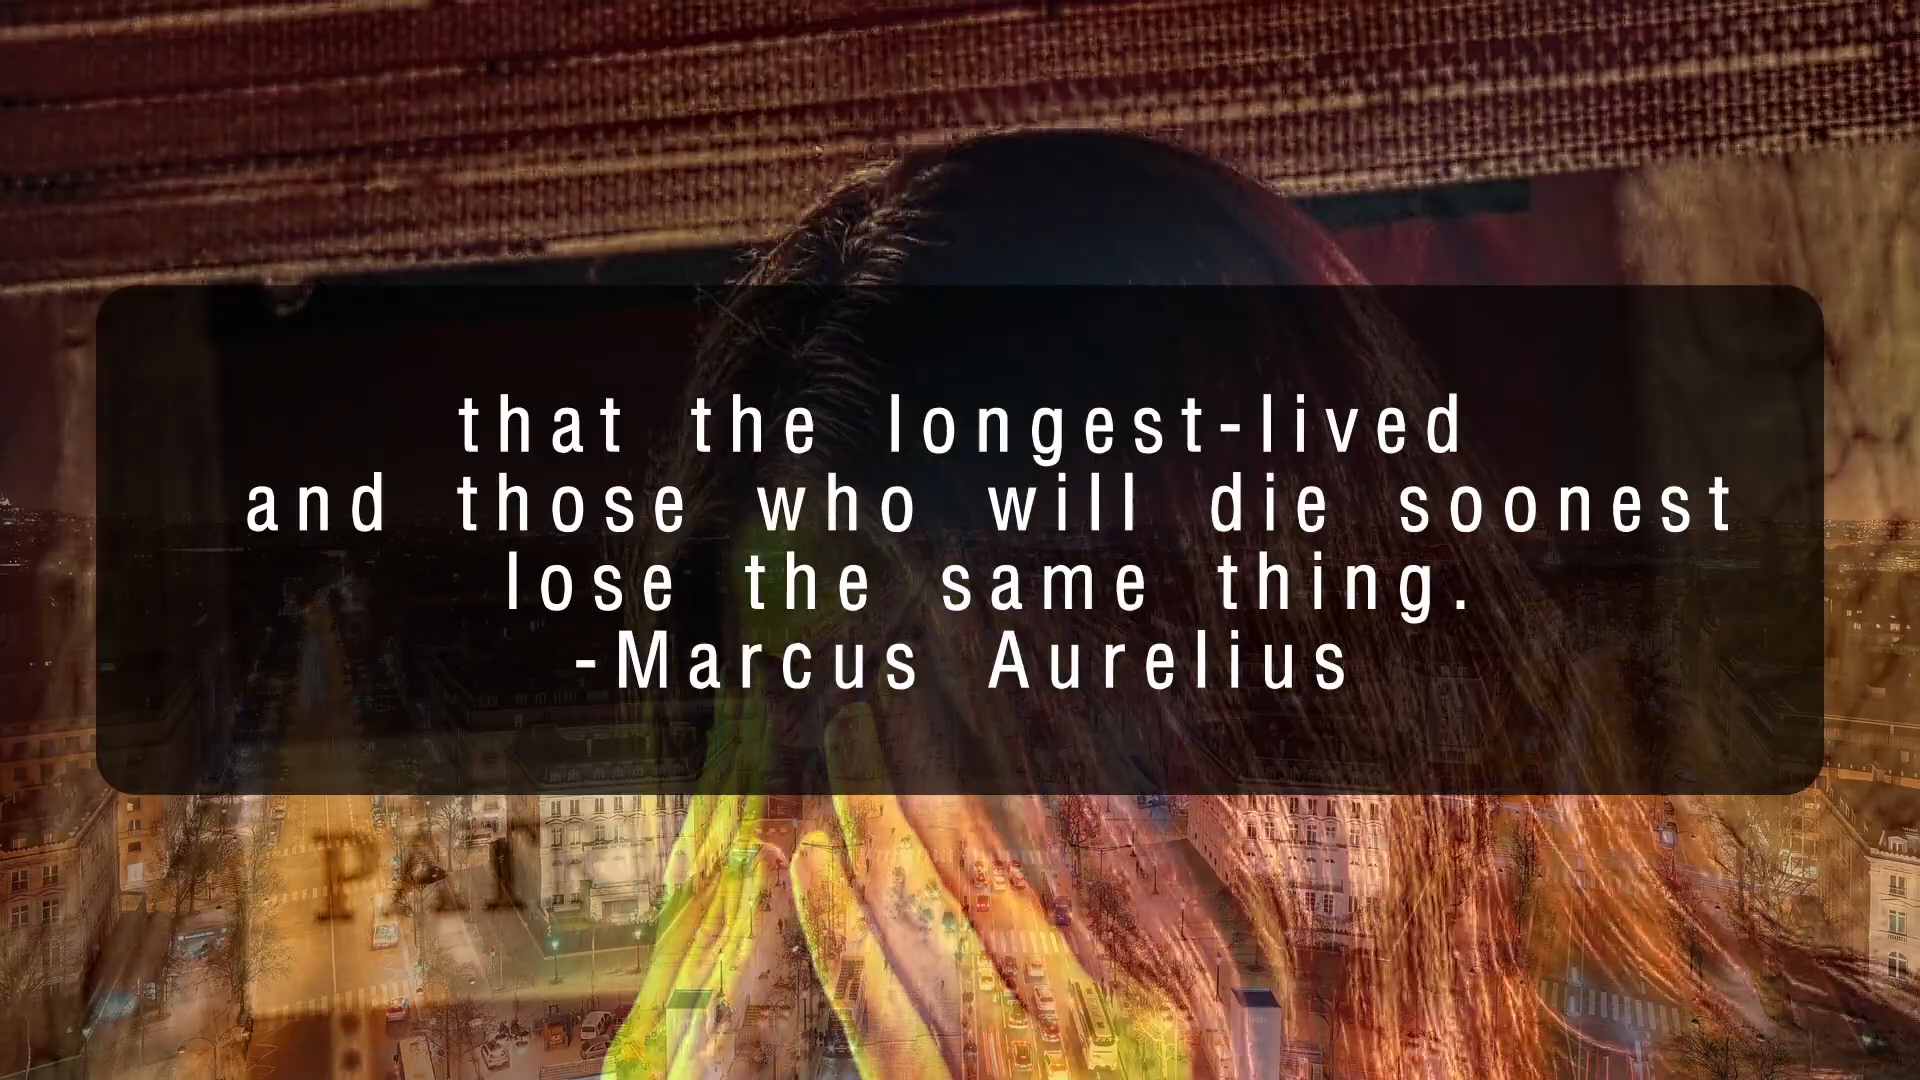 that the longest-lived
and those who will die soonest
lose the same thing.
-Marcus Aurelius